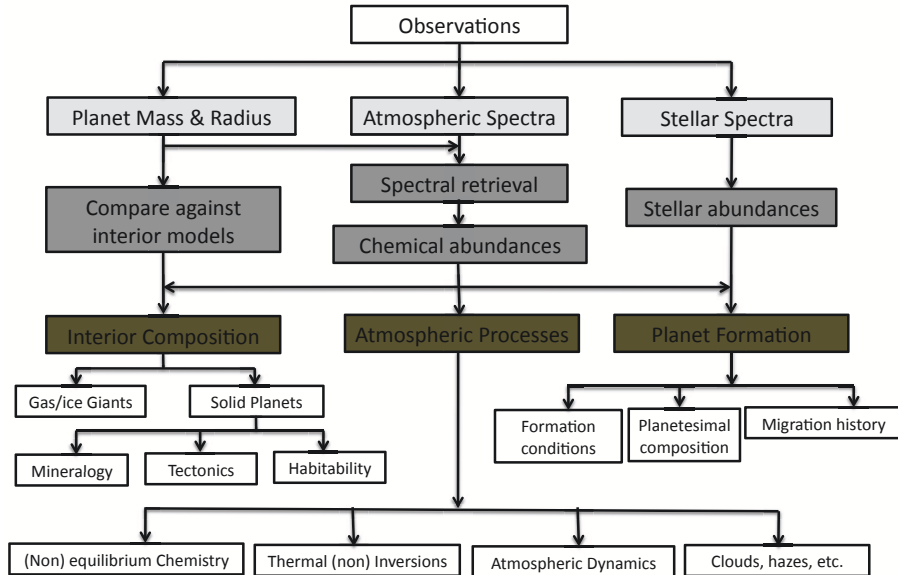 Observations
Planet Mass & Radius
Atmospheric Spectra
Stellar Spectra
Spectral retrieval
Compare against
interior models
Stellar abundances
Chemical abundances
Interior Composition
Atmospheric Processes
Planet Formation
Gas/ice Giants
Solid Planets
Formation
conditions
Planetesimal
composition
Migration history
Mineralogy
Tectonics
Habitability
(Non) equilibrium Chemistry
Thermal (non) Inversions
Atmospheric Dynamics
Clouds, hazes, etc.